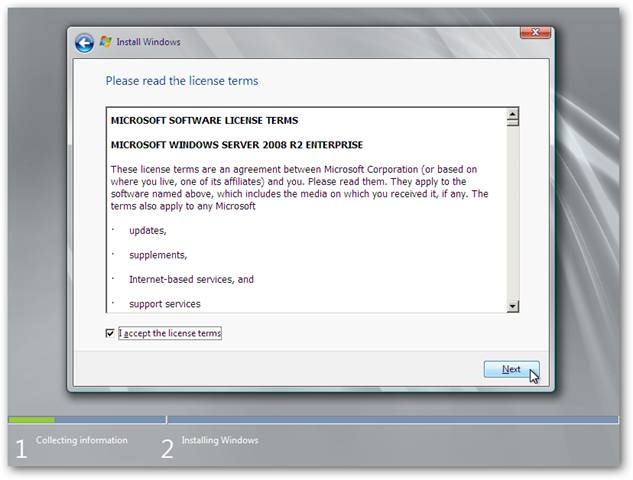 Install Windows
Please read the license terms
MICROSOFT SOFTWARE LICENSE TERMS
MICROSOFT WINDOWS SERVER 2008 R2 ENTERPRISE
These license terms are an agreement between Microsoft Corporation (or based on
where you live, one of its affiliates) and you. Please read them. They apply to the
software named above, which includes the media on which you received it, if any. The
terms also apply to any Microsoft
· updates,
· supplements,
· Internet-based services, and
· support services
I accept the license terms
Next
1 Collecting information
2 Installing Windows